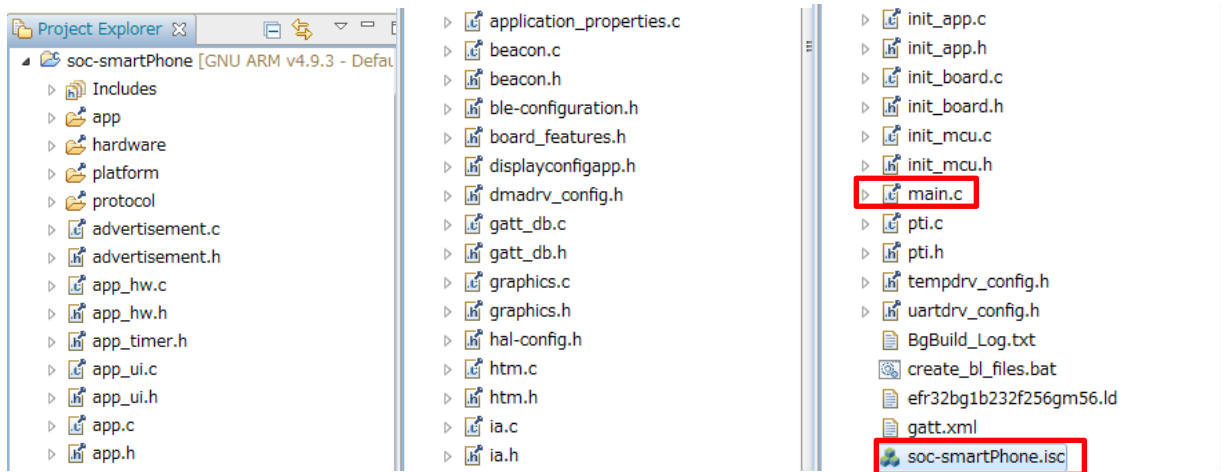 Project Explorer
soc-smartPhone [GNU ARM v4.9.3 - Defau
Includes
app
hardware
platform
protocol
advertisement.c
advertisement.h
app_hw.c
app_hw.h
app_timer.h
app_ui.c
app_ui.h
app.c
app.h
application_properties.c
beacon.c
beacon.h
ble-configuration.h
board_features.h
displayconfigapp.h
dmadrv_config.h
gatt_db.c
gatt_db.h
graphics.c
graphics.h
hal-config.h
htm.c
htm.h
ia.c
ia.h
init_app.c
init_app.h
init_board.c
init_board.h
init_mcu.c
init_mcu.h
main.c
pti.c
pti.h
tempdrv_config.h
uartdrv_config.h
BgBuild_Log.txt
create_bl_files.bat
efr32bg1b232f256gm56.ld
gatt.xml
soc-smartPhone.isc